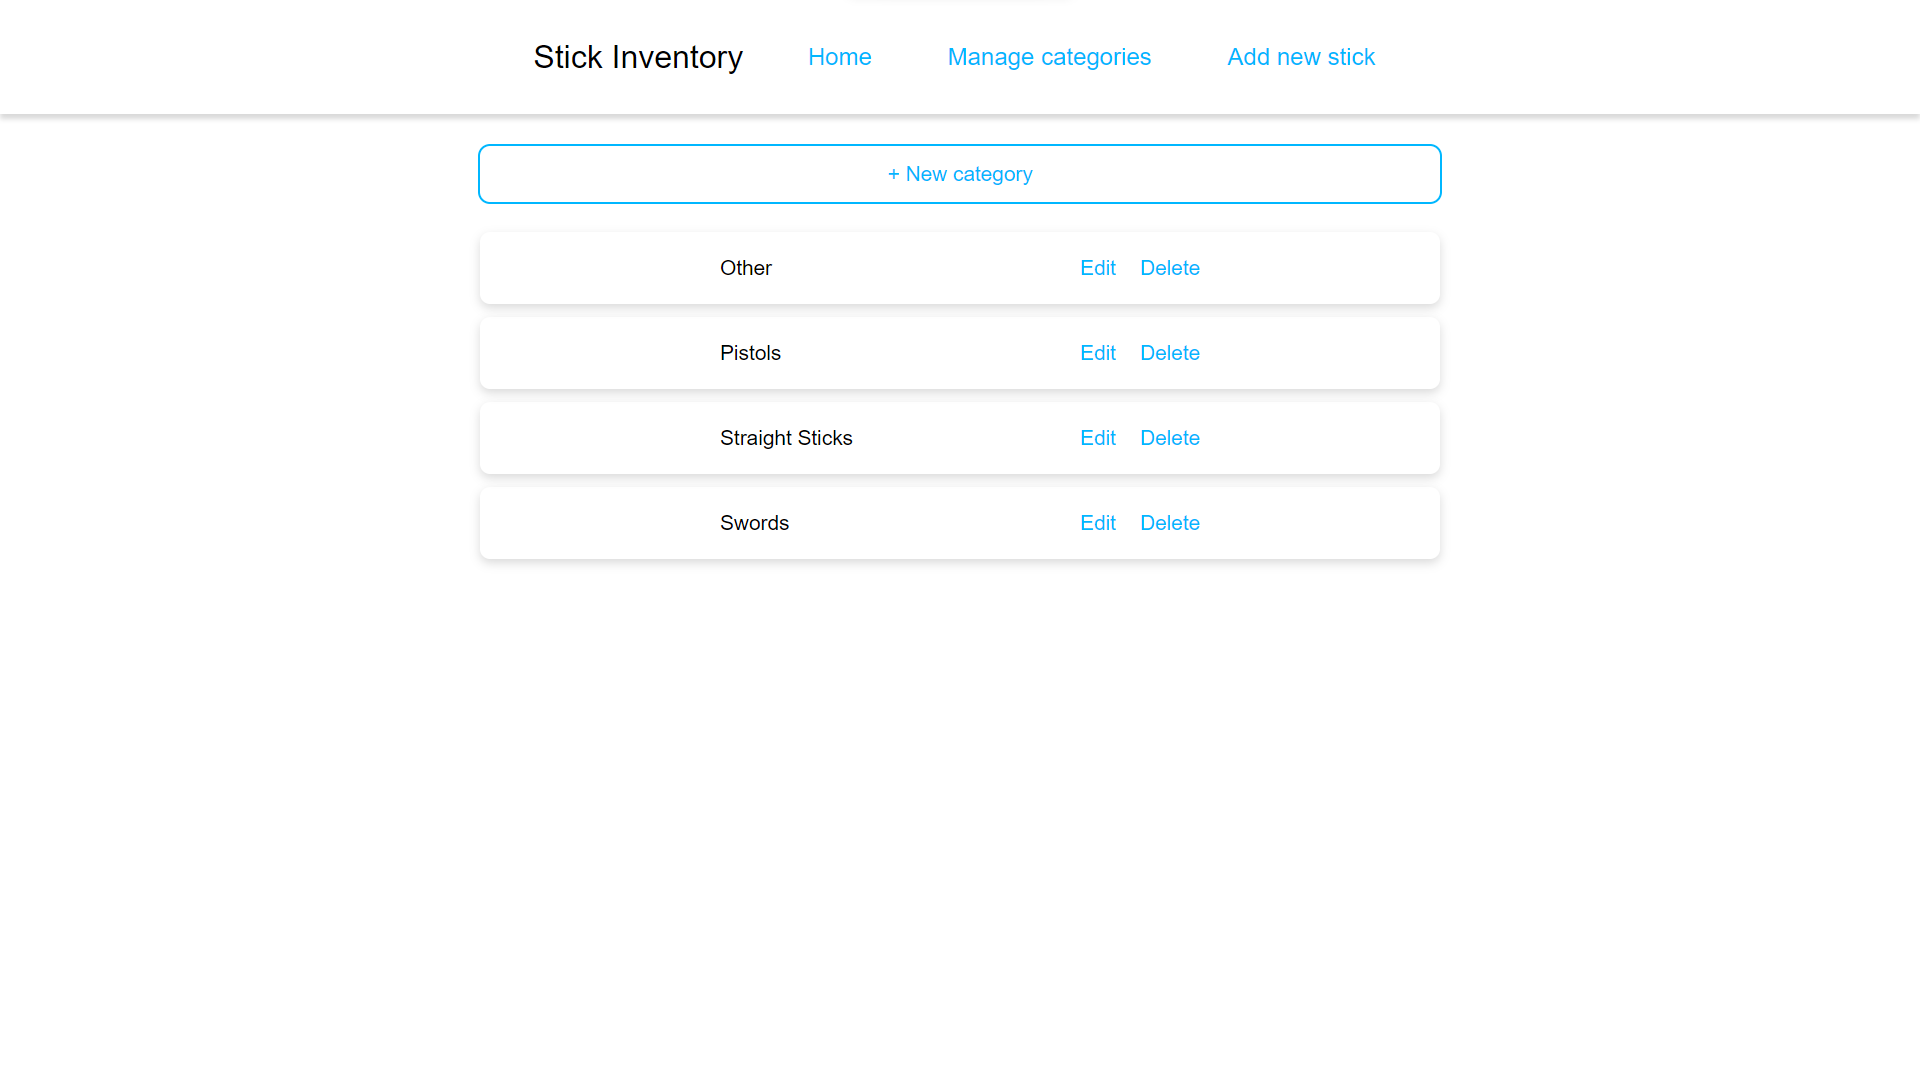 Stick Inventory Home Manage categories Add new stick
+ New category
Other Edit Delete
Pistols Edit Delete
Straight Sticks Edit Delete
Swords Edit Delete